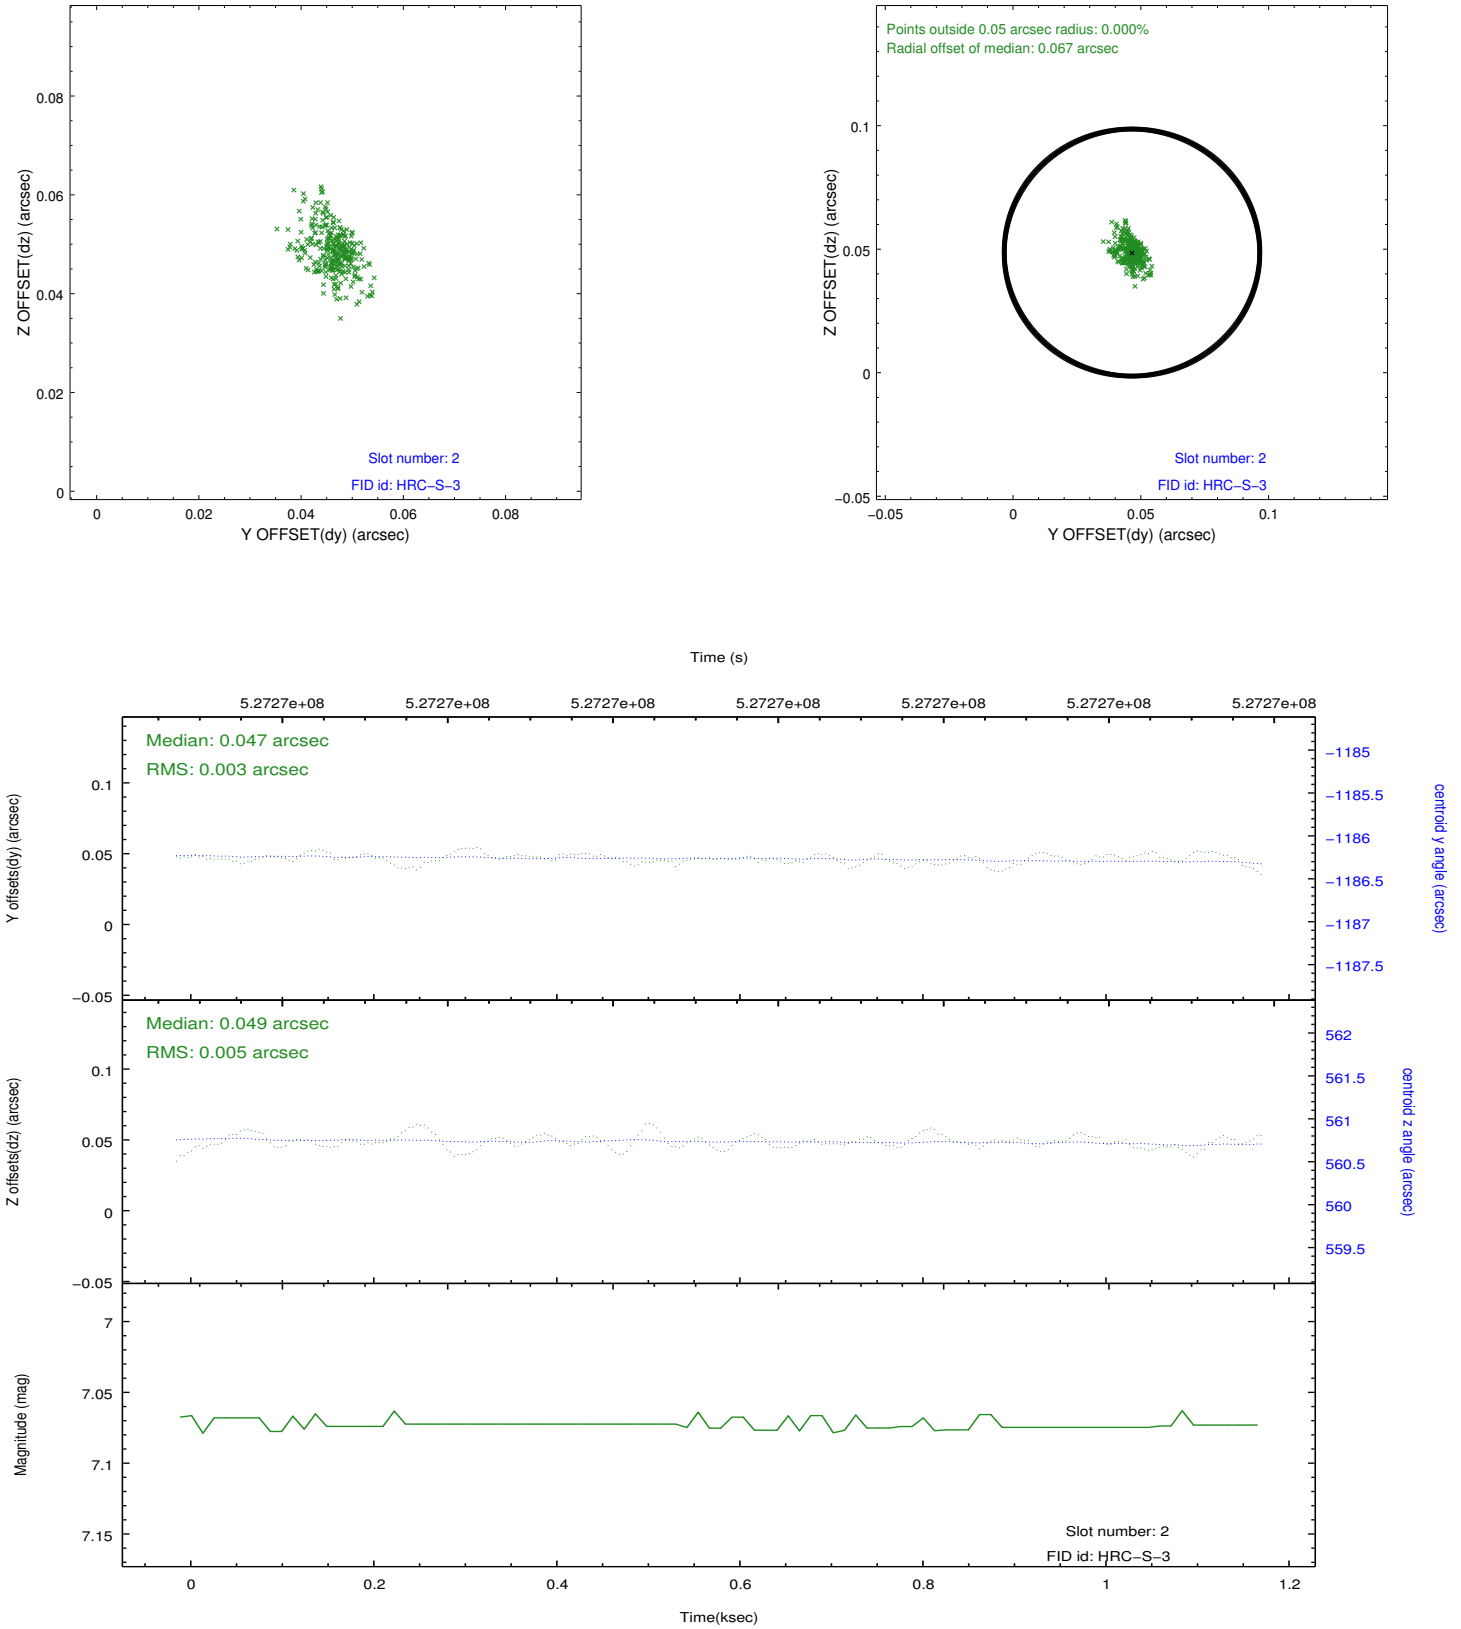 0.08
0.06
0.04
0.02
0
Z OFFSET(dz) (arcsec)
Slot number: 2
FID id: HRC−S−3
0
0.02
0.04
0.06
0.08
Y OFFSET(dy) (arcsec)
Points outside 0.05 arcsec radius: 0.000%
Radial offset of median: 0.067 arcsec
0.1
0.05
0
−0.05
Z OFFSET(dz) (arcsec)
Slot number: 2
FID id: HRC−S−3
−0.05
0
0.05
0.1
Y OFFSET(dy) (arcsec)
Time (s)
5.2727e+08
5.2727e+08
5.2727e+08
5.2727e+08
5.2727e+08
5.2727e+08
5.2727e+08
Median: 0.047 arcsec
RMS: 0.003 arcsec
0.1
0.05
0
−0.05
Y offsets(dy) (arcsec)
−1185
−1185.5
−1186
−1186.5
−1187
−1187.5
centroid y angle (arcsec)
Median: 0.049 arcsec
RMS: 0.005 arcsec
0.1
0.05
0
−0.05
Z offsets(dz) (arcsec)
562
561.5
561
560.5
560
559.5
centroid z angle (arcsec)
7
7.05
7.1
7.15
Magnitude (mag)
Slot number: 2
FID id: HRC−S−3
0
0.2
0.4
0.6
0.8
1
1.2
Time(ksec)